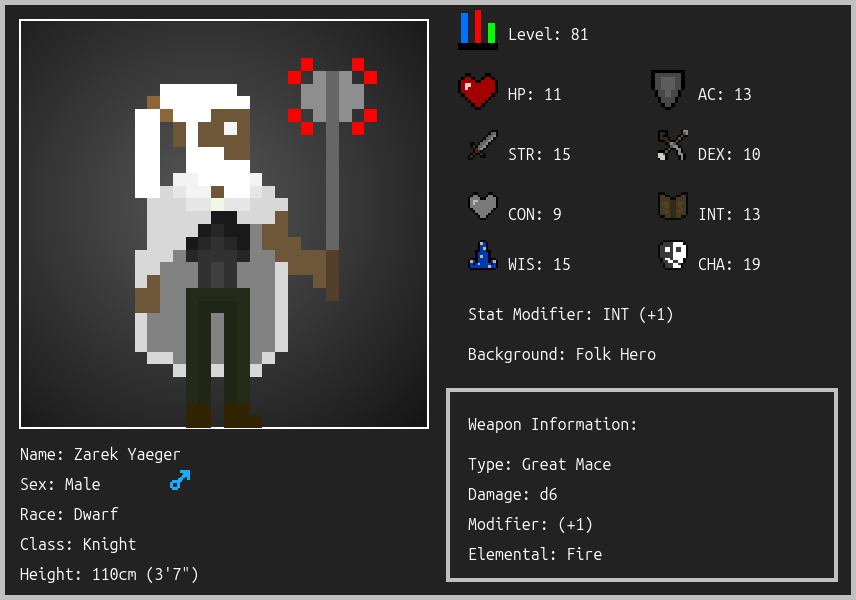 Level: 81
HP: 11
AC: 13
STR: 15
DEX: 10
CON: 9
INT: 13
WIS: 15
CHA: 19
Stat Modifier: INT (+1)
Background: Folk Hero
Weapon Information:
Type: Great Mace
Damage: d6
Modifier: (+1)
Elemental: Fire
Name: Zarek Yaeger
Sex: Male
Race: Dwarf
Class: Knight
Height: 110cm (3'7")